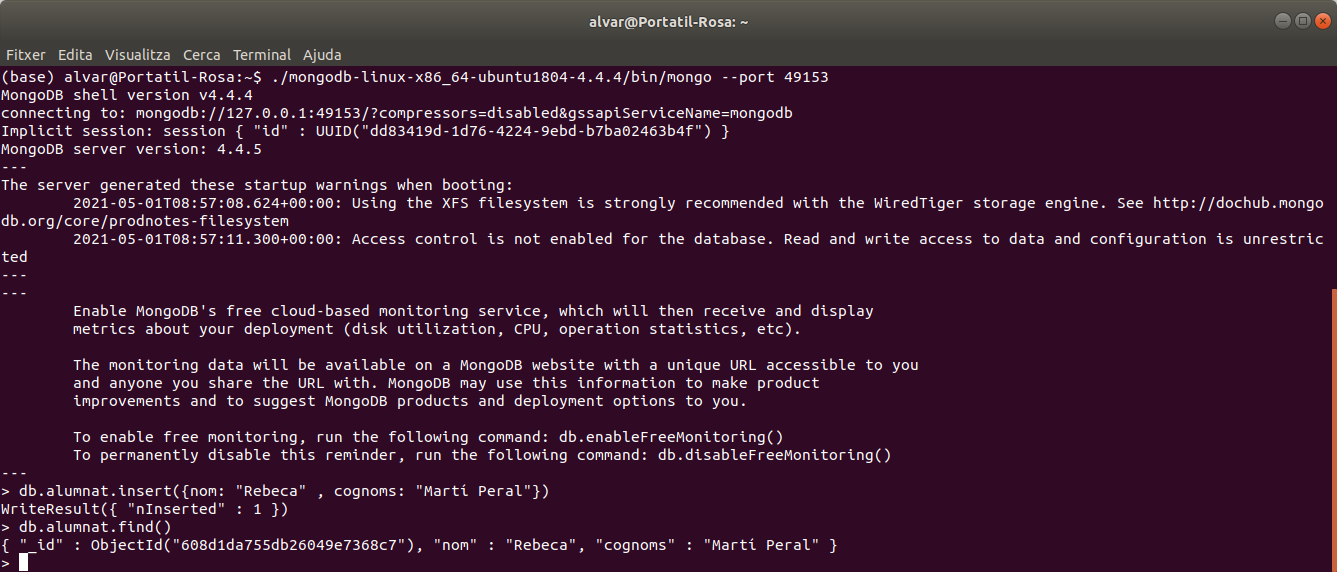 alvar@Portatil-Rosa: ~
Fitxer Edita Visualitza Cerca Terminal Ajuda
(base) alvar@Portatil-Rosa:~$ ./mongodb-linux-x86_64-ubuntu1804-4.4.4/bin/mongo --port 49153
MongoDB shell version v4.4.4
connecting to: mongodb://127.0.0.1:49153/?compressors=disabled&gssapiServiceName=mongodb
Implicit session: session { "id" : UUID("dd83419d-1d76-4224-9ebd-b7ba02463b4f") }
MongoDB server version: 4.4.5
---
The server generated these startup warnings when booting:
        2021-05-01T08:57:08.624+00:00: Using the XFS filesystem is strongly recommended with the WiredTiger storage engine. See http://dochub.mongo
db.org/core/prodnotes-filesystem
        2021-05-01T08:57:11.300+00:00: Access control is not enabled for the database. Read and write access to data and configuration is unrestric
ted
---
---
        Enable MongoDB's free cloud-based monitoring service, which will then receive and display
        metrics about your deployment (disk utilization, CPU, operation statistics, etc).

        The monitoring data will be available on a MongoDB website with a unique URL accessible to you
        and anyone you share the URL with. MongoDB may use this information to make product
        improvements and to suggest MongoDB products and deployment options to you.

        To enable free monitoring, run the following command: db.enableFreeMonitoring()
        To permanently disable this reminder, run the following command: db.disableFreeMonitoring()
---
> db.alumnat.insert({nom: "Rebeca" , cognoms: "Martí Peral"})
WriteResult({ "nInserted" : 1 })
> db.alumnat.find()
{ "_id" : ObjectId("608d1da755db26049e7368c7"), "nom" : "Rebeca", "cognoms" : "Martí Peral" }
>